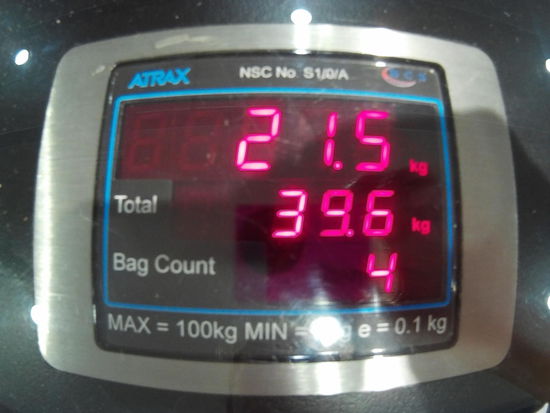 ATRAX NSC No S1/0/A
21.5 kg
Total 39.6 kg
Bag Count 4
MAX = 100kg MIN = e = 0.1 kg